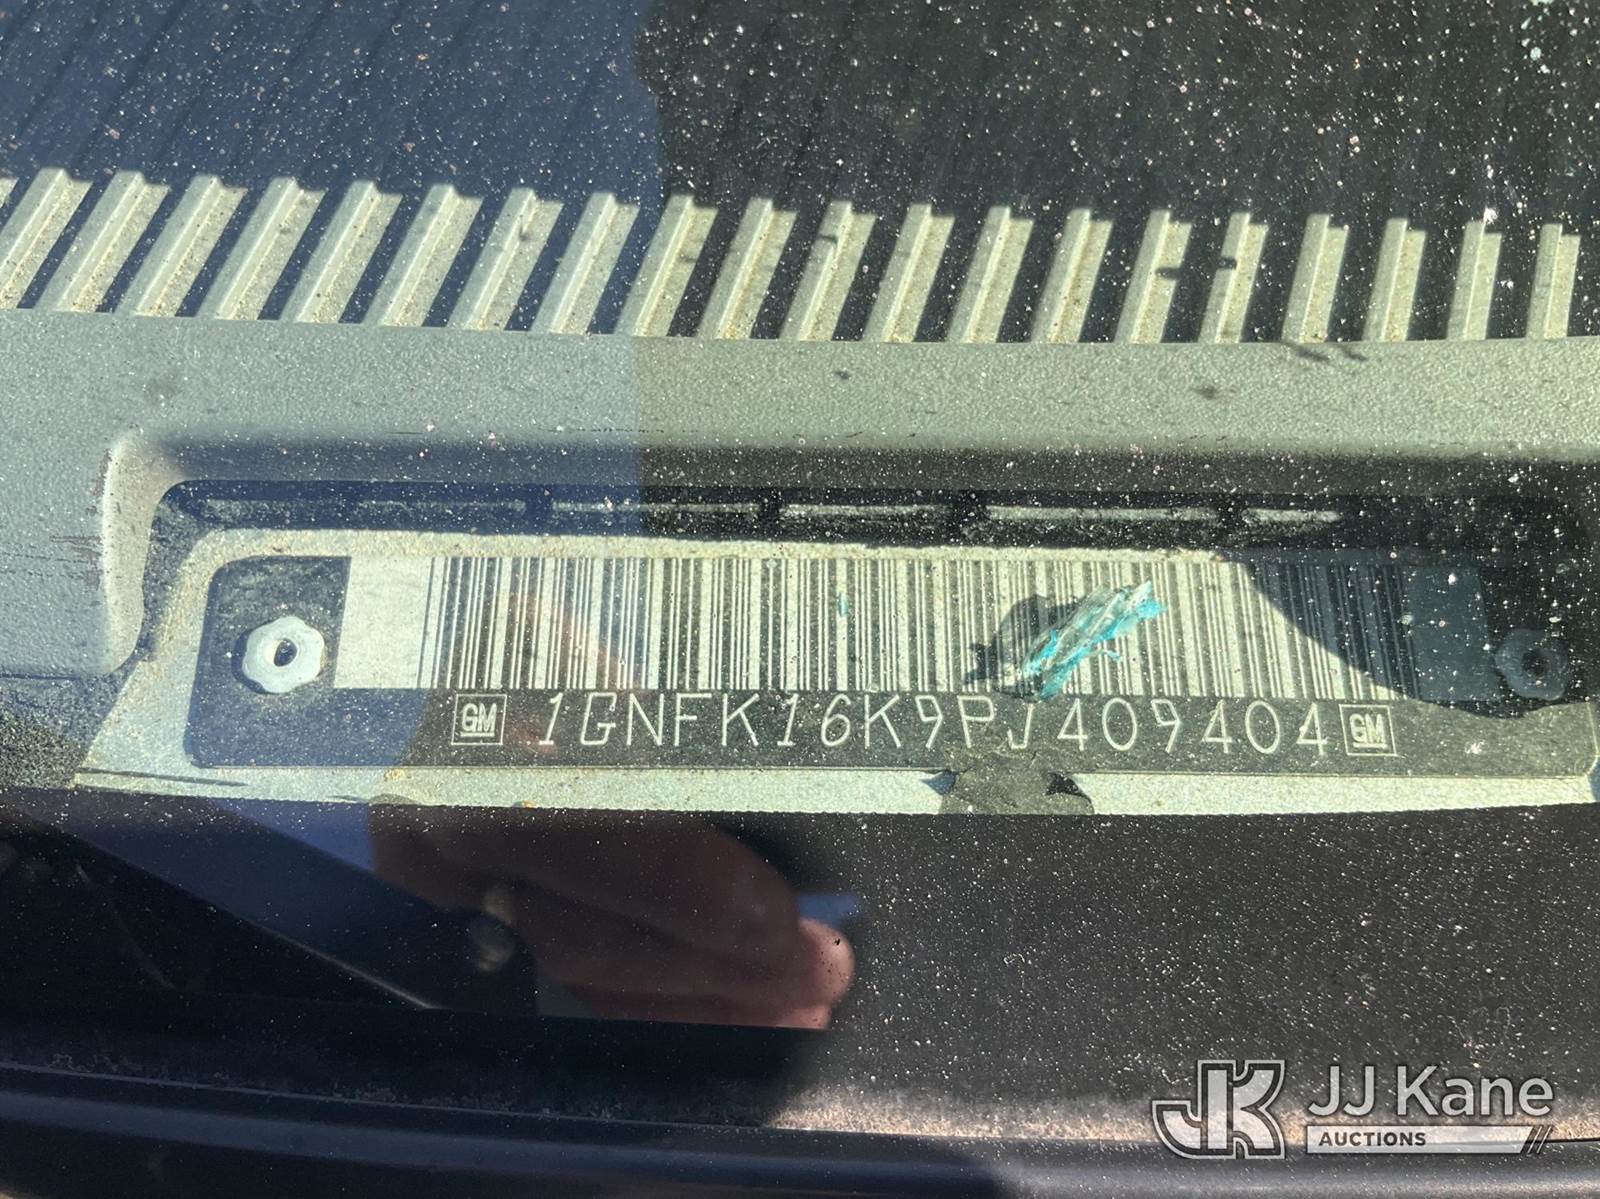 GM 1GNFK16K9PJ409404 GM
JJ Kane
AUCTIONS